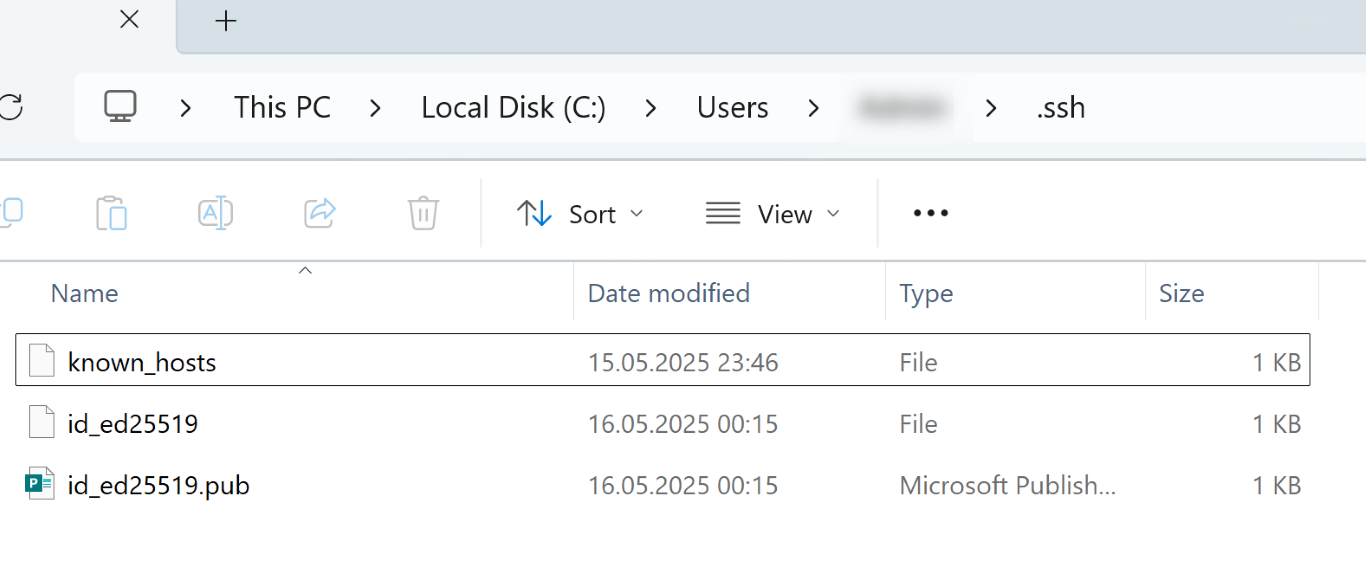 This PC > Local Disk (C:) > Users > > .ssh
Sort View
Name Date modified Type Size
known_hosts 15.05.2025 23:46 File 1 KB
id_ed25519 16.05.2025 00:15 File 1 KB
id_ed25519.pub 16.05.2025 00:15 Microsoft Publish... 1 KB